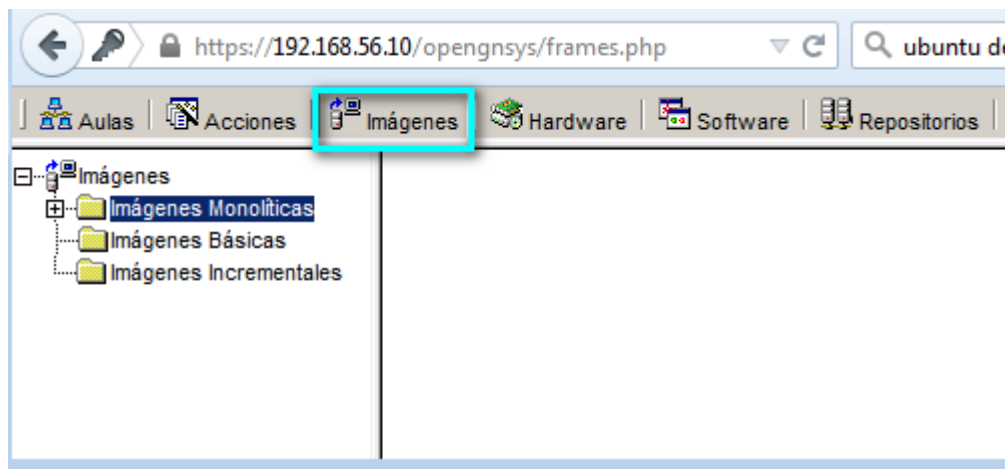 https://192.168.56.10/opengnsys/frames.php ubuntu
Aulas Acciones Imágenes Hardware Software Repositorios
Imágenes
Imágenes Monolíticas
Imágenes Básicas
Imágenes Incrementales